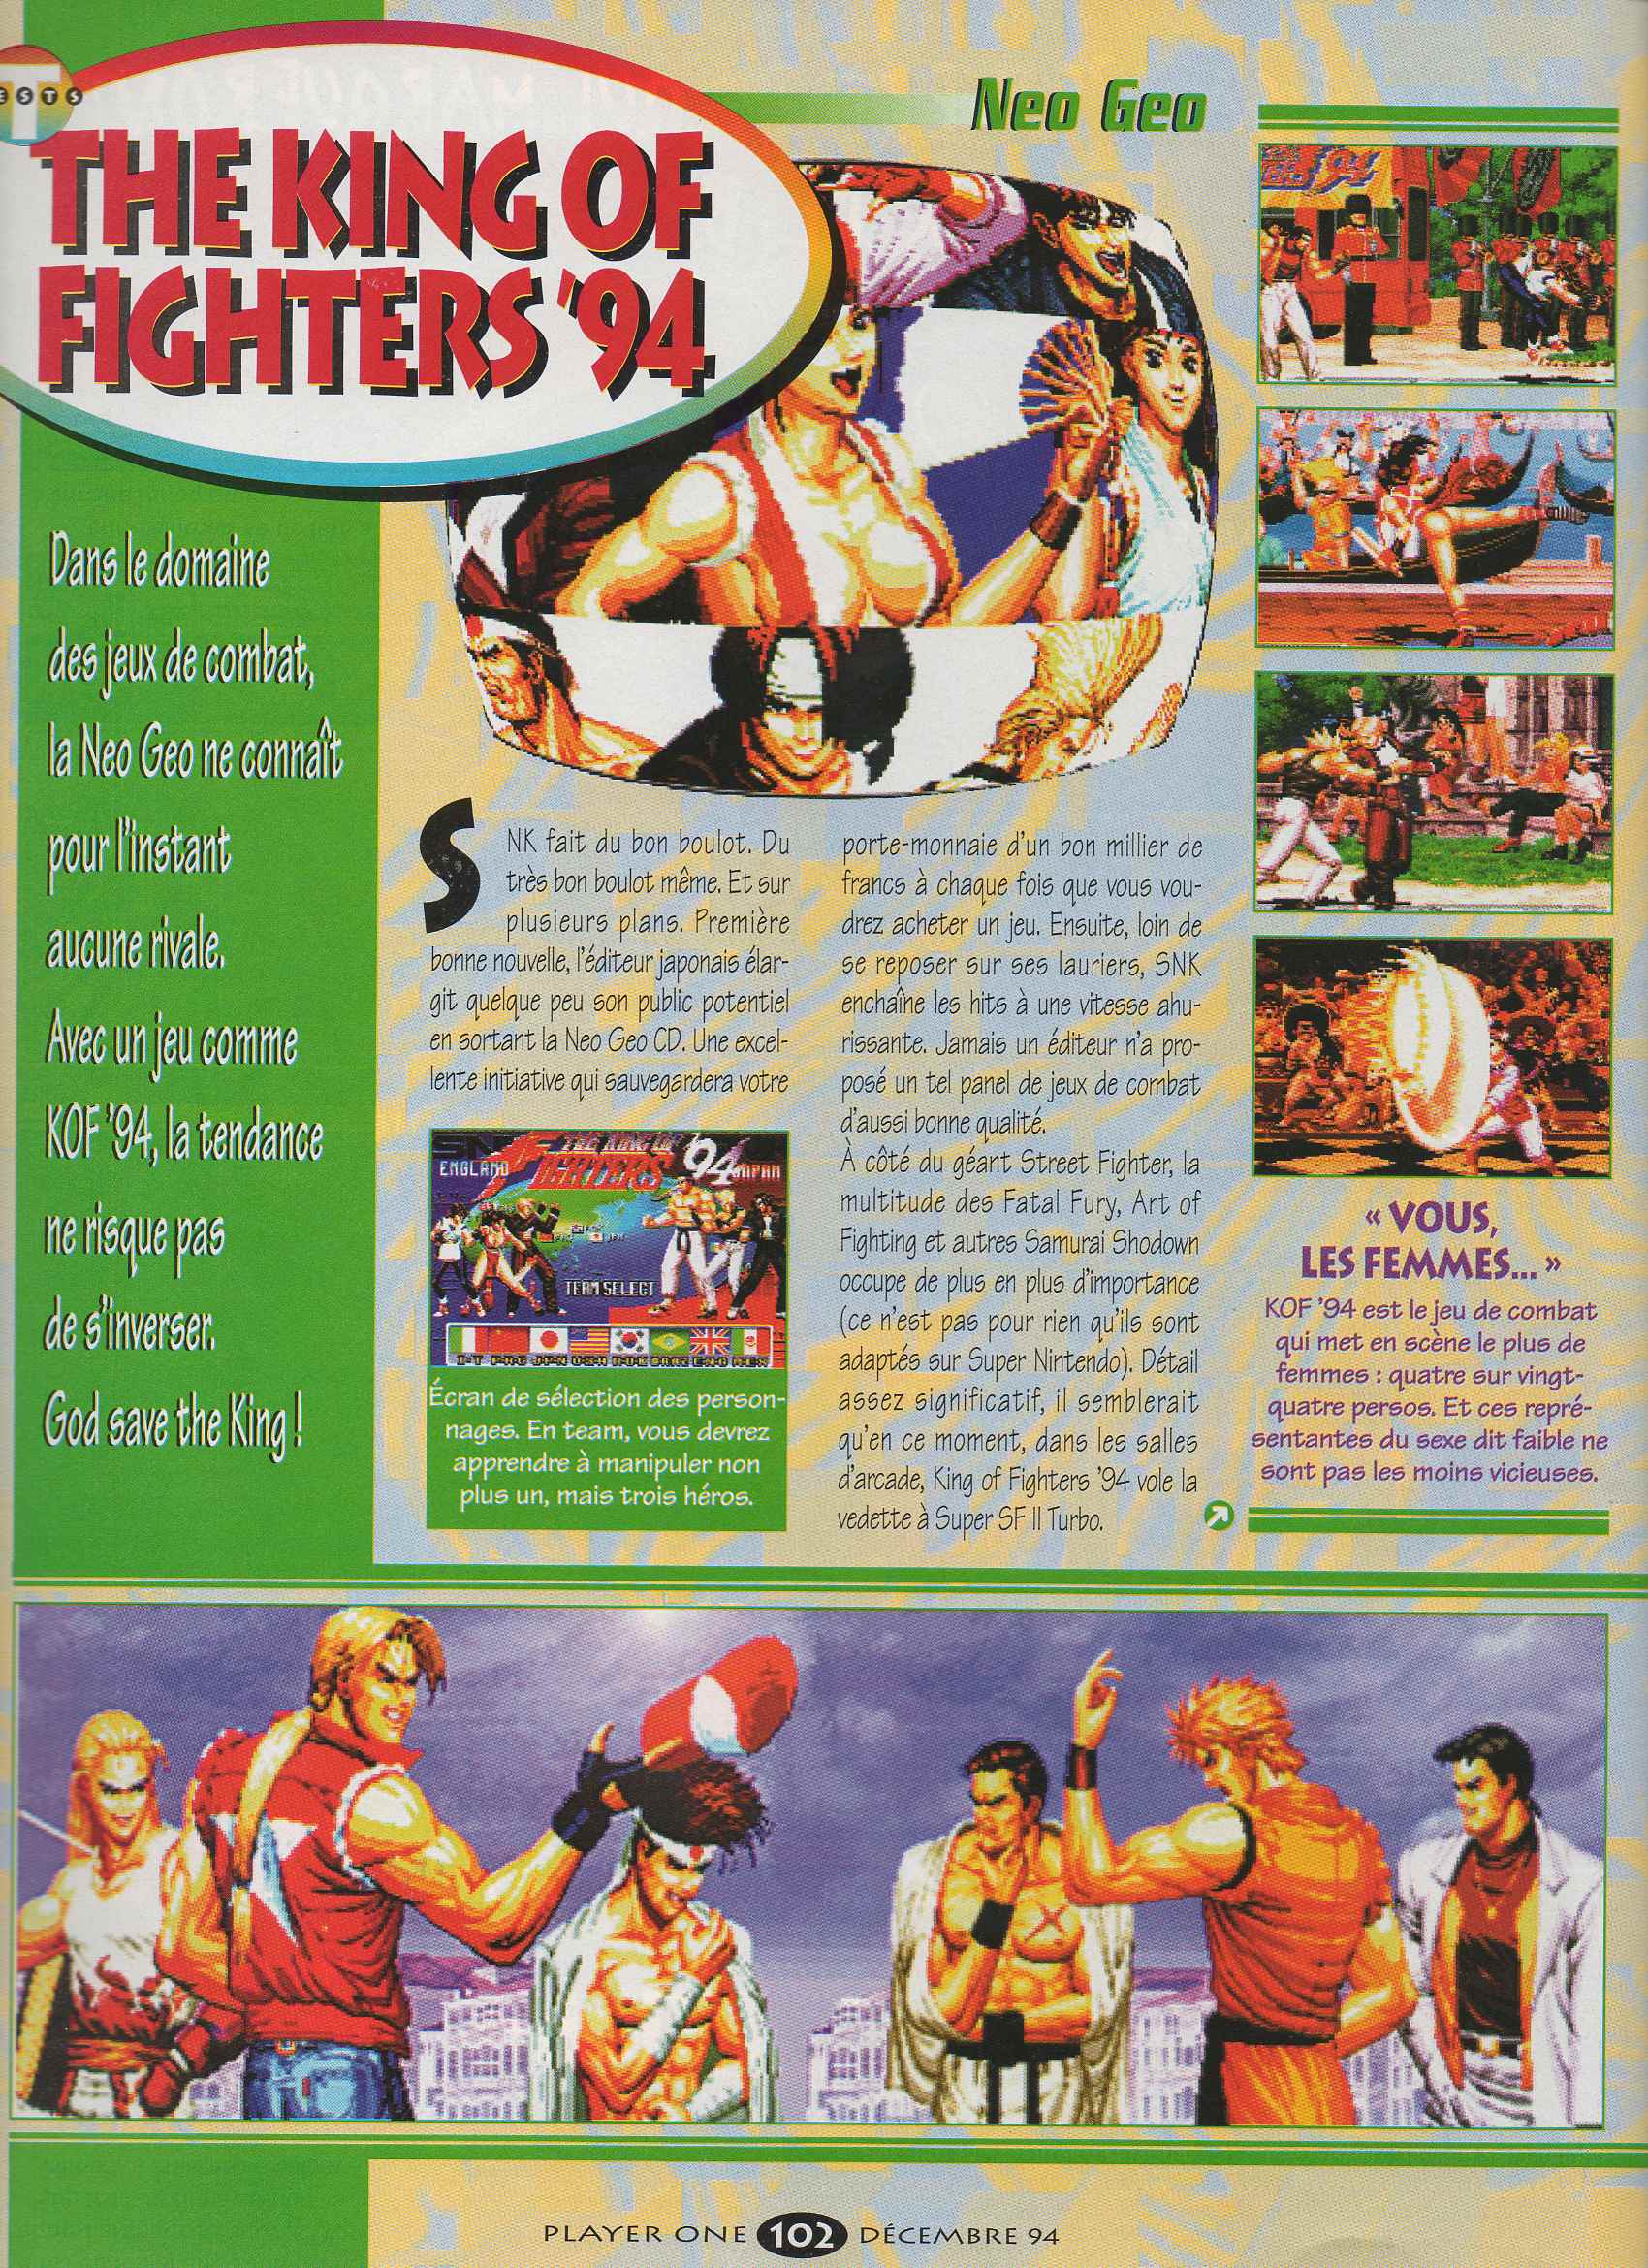 TESTS
THE KING OF
FIGHTERS '94
Neo Geo
Dans le domaine
des jeux de combat,
la Neo Geo ne connaît
pour l'instant
aucune rivale.
Avec un jeu comme
KOF '94, la tendance
ne risque pas
de s'inverser.
God save the King !
SNK fait du bon boulot. Du
très bon boulot même. Et sur
plusieurs plans. Première
bonne nouvelle, l'éditeur japonais élar-
git quelque peu son public potentiel
en sortant la Neo Geo CD. Une excel-
lente initiative qui sauvegardera votre
SNK
THE KING OF
FIGHTERS '94
ENGLAND
JAPAN
TEAM SELECT
Écran de sélection des person-
nages. En team, vous devrez
apprendre à manipuler non
plus un, mais trois héros.
porte-monnaie d'un bon millier de
francs à chaque fois que vous vou-
drez acheter un jeu. Ensuite, loin de
se reposer sur ses lauriers, SNK
enchaîne les hits à une vitesse ahu-
rissante. Jamais un éditeur n'a pro-
posé un tel panel de jeux de combat
d'aussi bonne qualité.
À côté du géant Street Fighter, la
multitude des Fatal Fury, Art of
Fighting et autres Samurai Shodown
occupe de plus en plus d'importance
(ce n'est pas pour rien qu'ils sont
adaptés sur Super Nintendo). Détail
assez significatif, il semblerait
qu'en ce moment, dans les salles
d'arcade, King of Fighters '94 vole la
vedette à Super SF II Turbo.
'94
« VOUS,
LES FEMMES... »
KOF '94 est le jeu de combat
qui met en scène le plus de
femmes : quatre sur vingt-
quatre persos. Et ces repré-
sentantes du sexe dit faible ne
sont pas les moins vicieuses.
PLAYER ONE 102 DÉCEMBRE 94